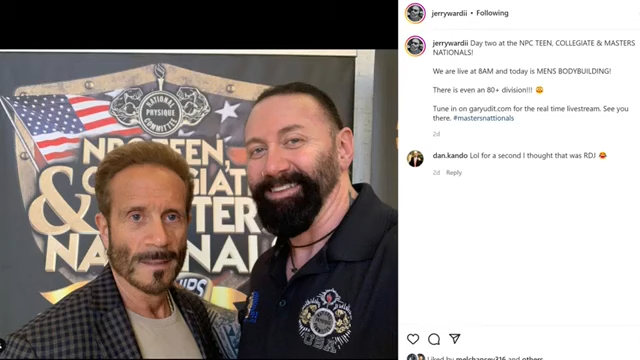 jerrywardii • Following
jerrywardii Day two at the NPC TEEN, COLLEGIATE & MASTERS
NATIONALS!
We are live at 8AM and today is MENS BODYBUILDING!
There is even an 80+ division!!! 😳
Tune in on garyudit.com for the real time livestream. See you
there. #mastersnationals
2d
dan.kando Lol for a second I thought that was RDJ
2d Reply
NATIONAL
PHYSIQUE
COMMITTEE
NPC TEEN,
&
NATIONALS